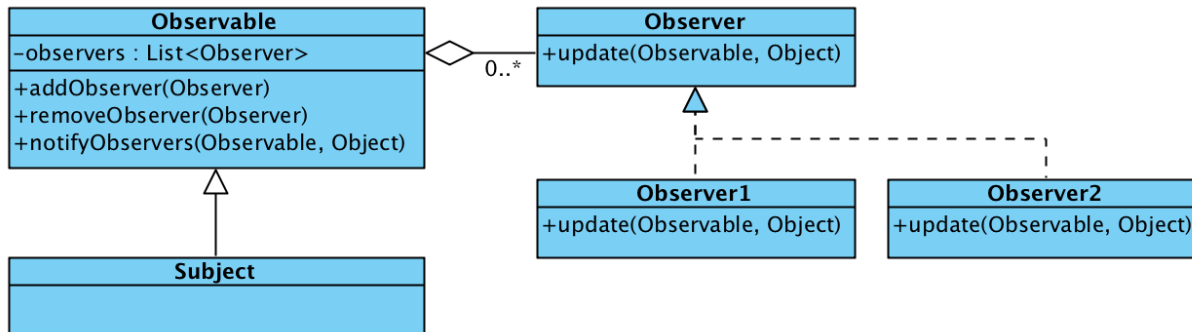 Observable
-observers : List<Observer>
+addObserver(Observer)
+removeObserver(Observer)
+notifyObservers(Observable, Object)
0..*
Observer
+update(Observable, Object)
Observer1
+update(Observable, Object)
Observer2
+update(Observable, Object)
Subject